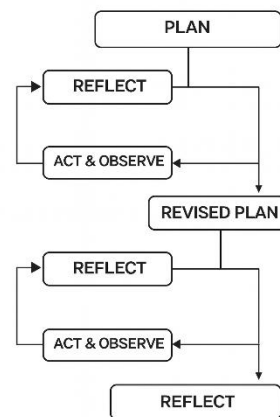 PLAN
REFLECT
ACT & OBSERVE
REVISED PLAN
REFLECT
ACT & OBSERVE
REFLECT